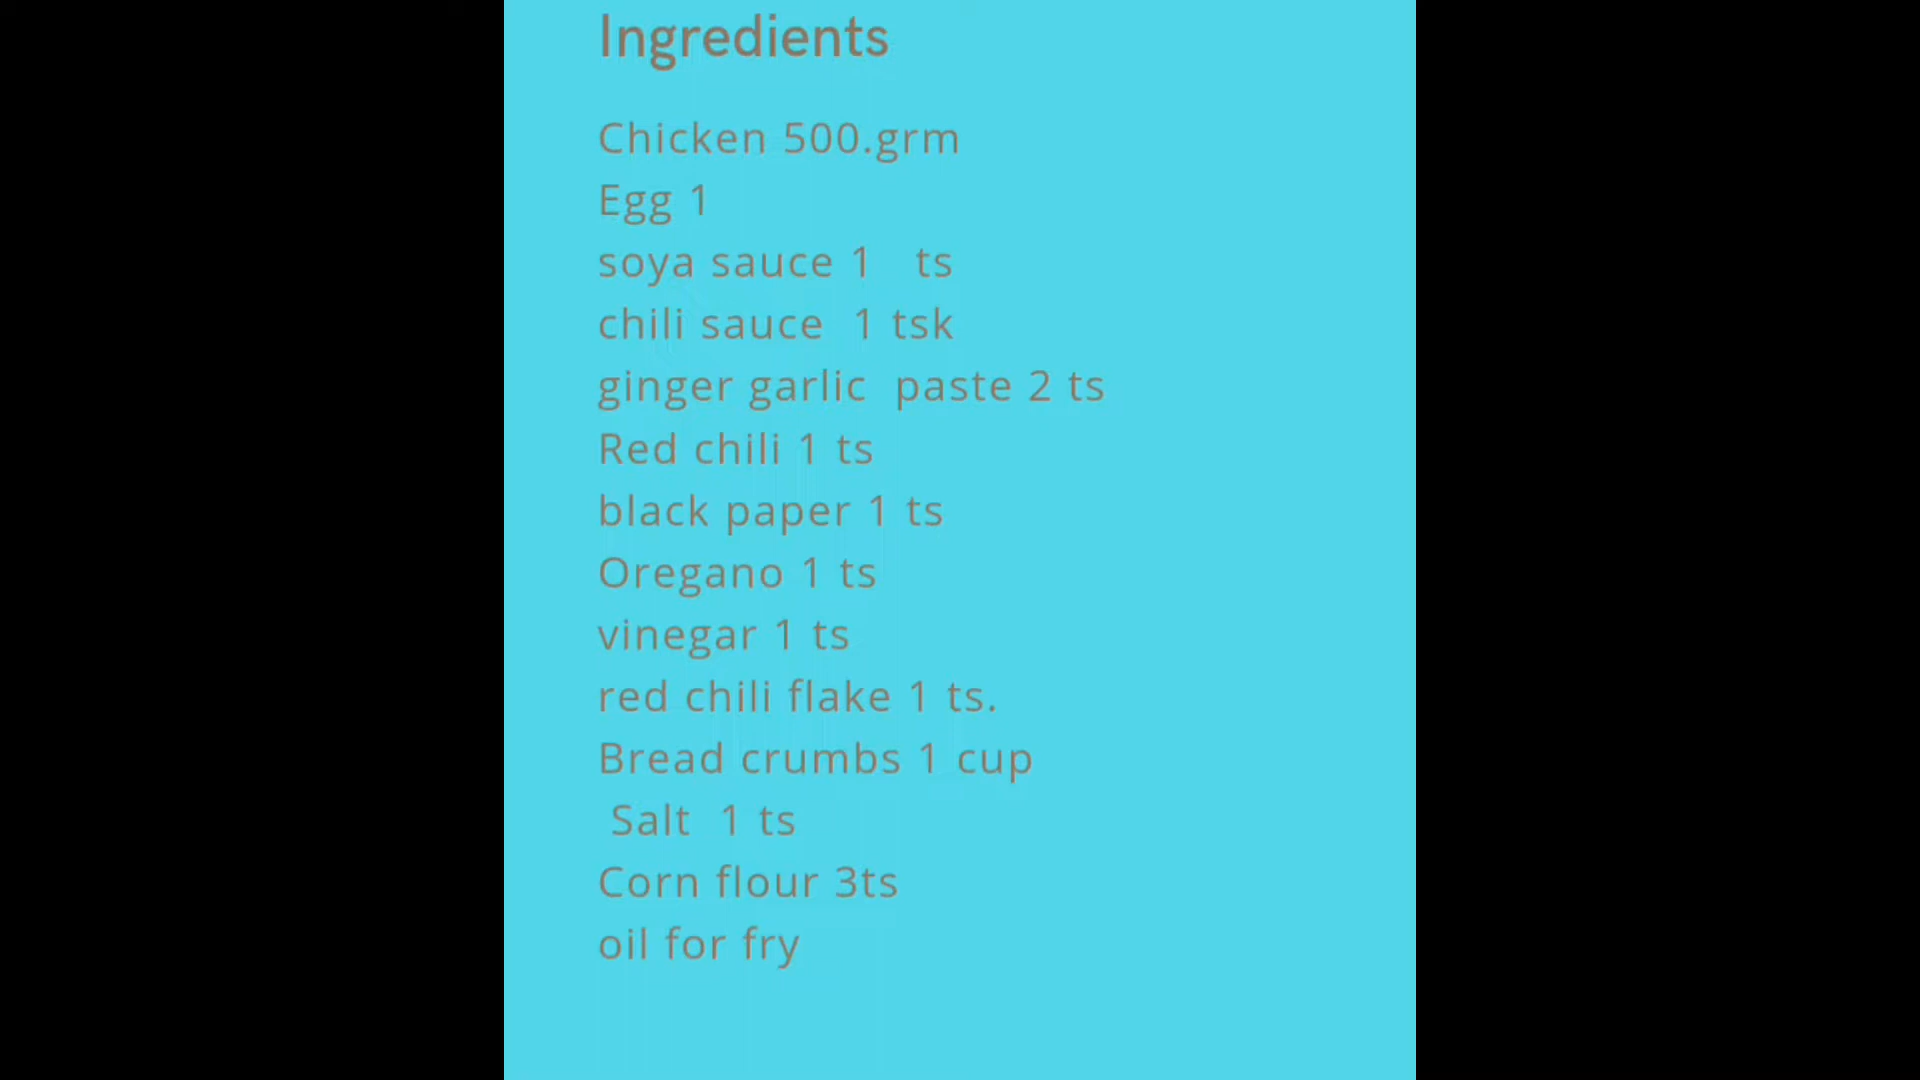 Ingredients
Chicken 500.grm
Egg 1
soya sauce 1 ts
chili sauce 1 tsk
ginger garlic paste 2 ts
Red chili 1 ts
black paper 1 ts
Oregano 1 ts
vinegar 1 ts
red chili flake 1 ts.
Bread crumbs 1 cup
Salt 1 ts
Corn flour 3ts
oil for fry